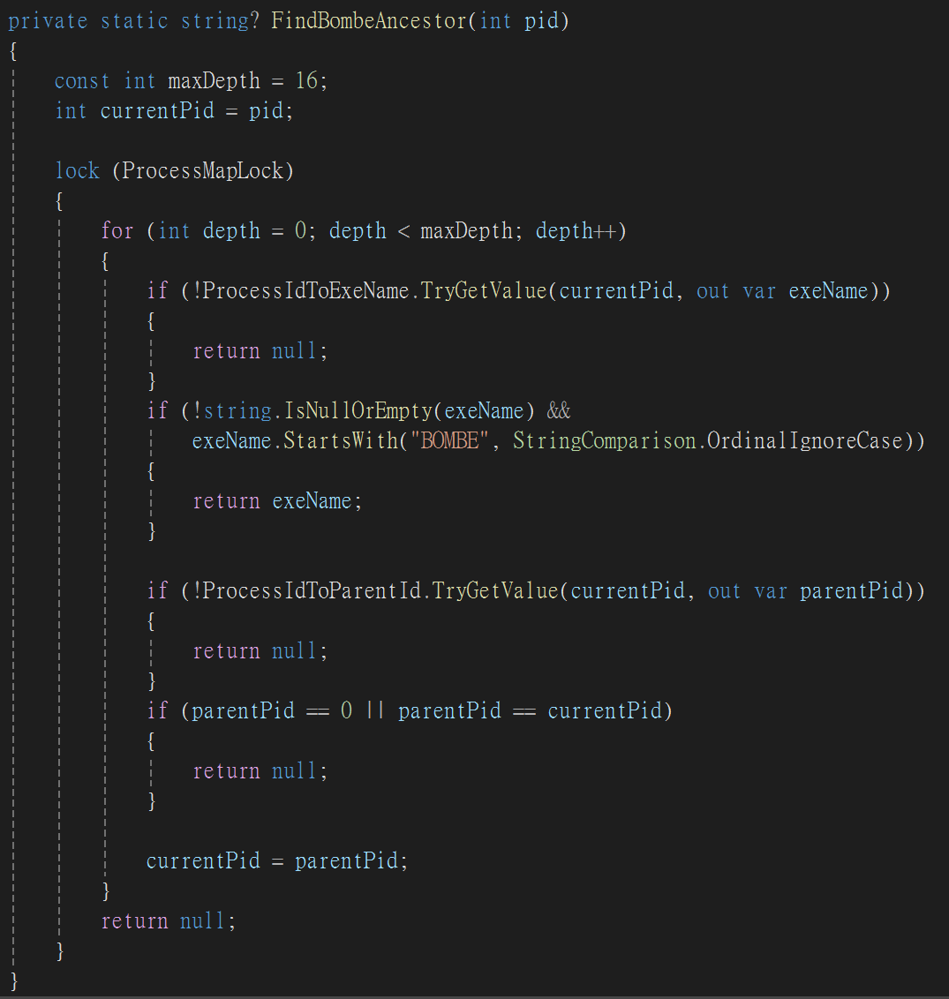 private static string? FindBombeAncestor(int pid)
{
    const int maxDepth = 16;
    int currentPid = pid;

    lock (ProcessMapLock)
    {
        for (int depth = 0; depth < maxDepth; depth++)
        {
            if (!ProcessIdToExeName.TryGetValue(currentPid, out var exeName))
            {
                return null;
            }
            if (!string.IsNullOrEmpty(exeName) &&
                exeName.StartsWith("BOMBE", StringComparison.OrdinalIgnoreCase))
            {
                return exeName;
            }

            if (!ProcessIdToParentId.TryGetValue(currentPid, out var parentPid))
            {
                return null;
            }
            if (parentPid == 0 || parentPid == currentPid)
            {
                return null;
            }

            currentPid = parentPid;
        }
        return null;
    }
}